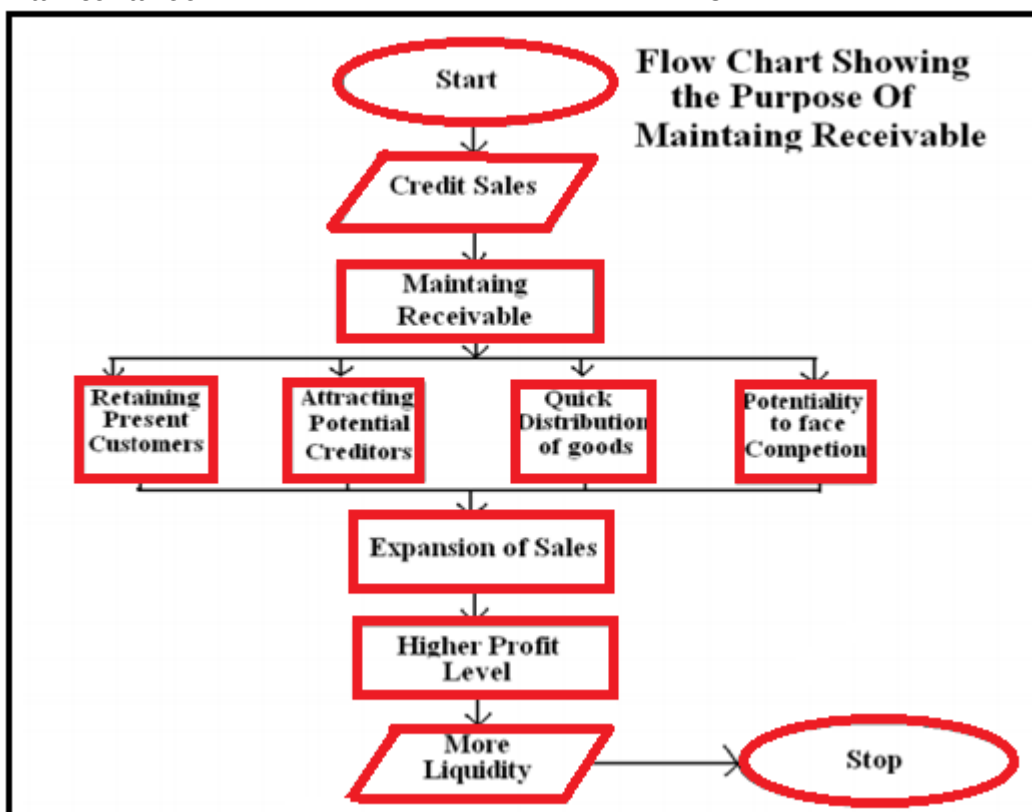 Start
Flow Chart Showing
the Purpose Of
Maintaing Receivable
Credit Sales
Maintaing
Receivable
Retaining
Present
Customers
Attracting
Potential
Creditors
Quick
Distribution
of goods
Potentiality
to face
Competion
Expansion of Sales
Higher Profit
Level
More
Liquidity
Stop